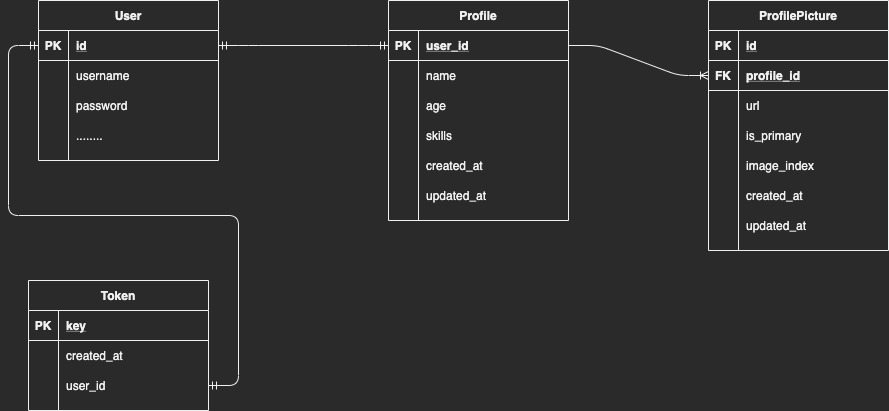 User
PK id
username
password
........
Profile
PK user_id
name
age
skills
created_at
updated_at
ProfilePicture
PK id
FK profile_id
url
is_primary
image_index
created_at
updated_at
Token
PK key
created_at
user_id